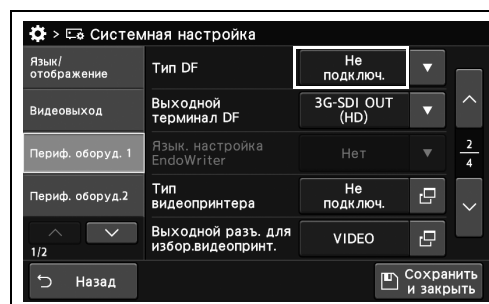 > Системная настройка
Язык/
отображение
Тип DF
Не
подключ.
Видеовыход
Выходной
терминал DF
3G-SDI OUT
(HD)
Периф. оборуд. 1
Язык. настройка
EndoWriter
Нет
2
4
Периф. оборуд.2
Тип
видеопринтера
Не
подключ.
1/2
Выходной разъ. для
избор.видеопринт.
VIDEO
Назад
Сохранить
и закрыть